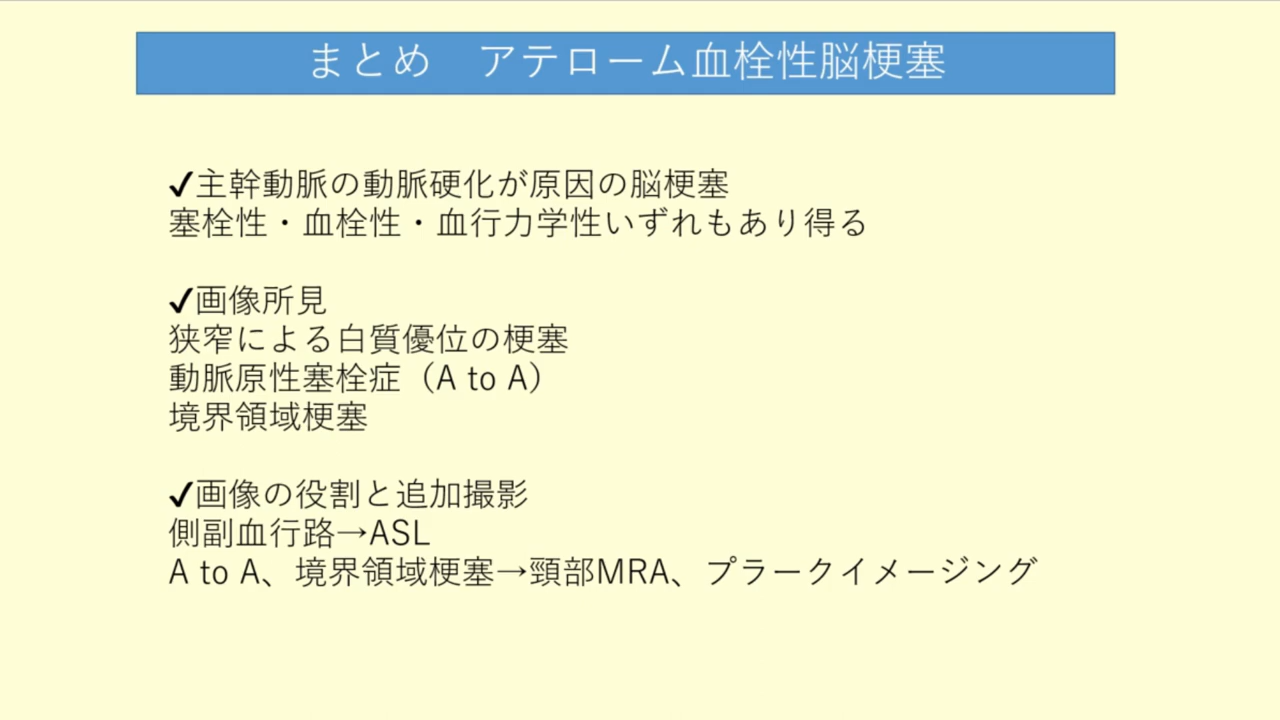 まとめ　アテローム血栓性脳梗塞
✓主幹動脈の動脈硬化が原因の脳梗塞
塞栓性・血栓性・血行力学性いずれもあり得る
✓画像所見
狭窄による白質優位の梗塞
動脈原性塞栓症（A to A）
境界領域梗塞
✓画像の役割と追加撮影
側副血行路→ASL
A to A、境界領域梗塞→頸部MRA、プラークイメージング